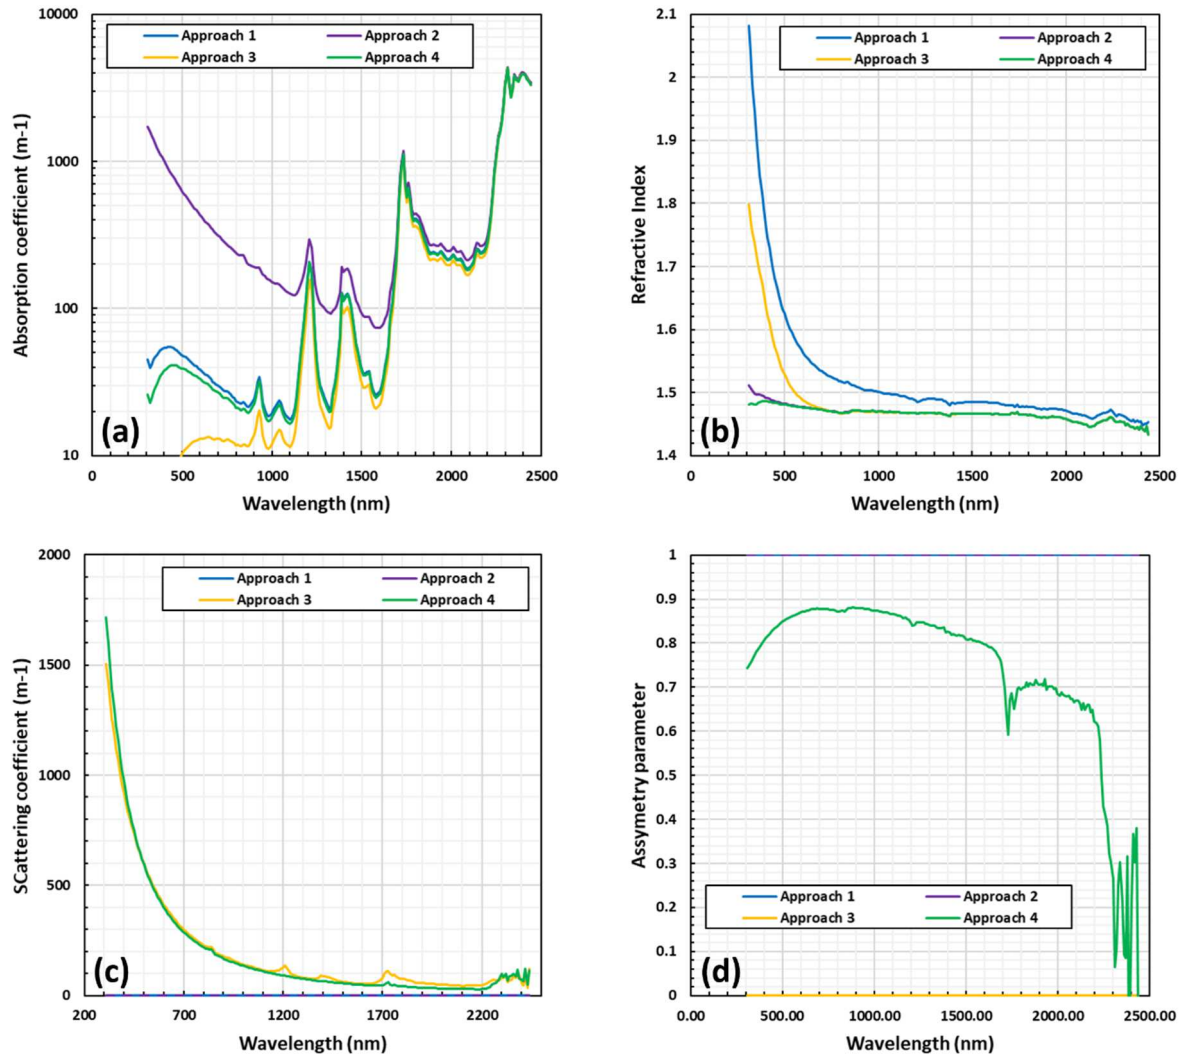 Approach 1 Approach 2
Approach 3 Approach 4
10000
1000
100
10
0 500 1000 1500 2000 2500
Absorption coefficient (m-1)
Wavelength (nm)
(a)
Approach 1 Approach 2
Approach 3 Approach 4
2.1
2
1.9
1.8
1.7
1.6
1.5
1.4
0 500 1000 1500 2000 2500
Refractive Index
Wavelength (nm)
(b)
Approach 1 Approach 2
Approach 3 Approach 4
2000
1500
1000
500
0
200 700 1200 1700 2200
SCattering coefficient (m-1)
Wavelength (nm)
(c)
1
0.9
0.8
0.7
0.6
0.5
0.4
0.3
0.2
0.1
0
Approach 1 Approach 2
Approach 3 Approach 4
0.00 500.00 1000.00 1500.00 2000.00 2500.00
Assymetry parameter
Wavelength (nm)
(d)